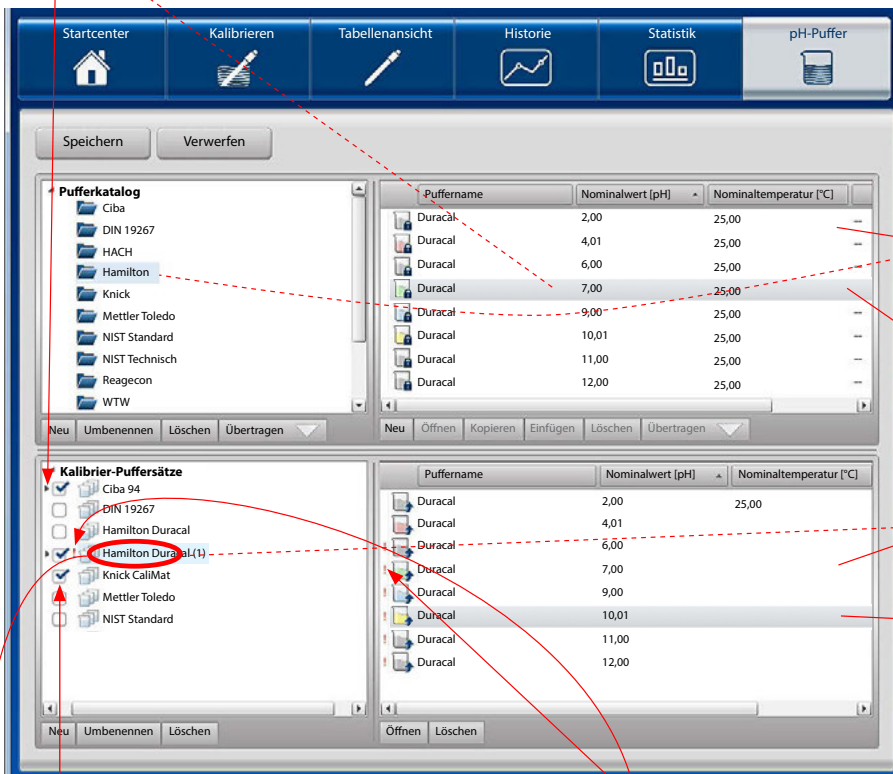 Startcenter Kalibrieren Tabellenansicht Historie Statistik pH-Puffer
Speichern Verwerfen
Pufferkatalog
Ciba
DIN 19267
HACH
Hamilton
Knick
Mettler Toledo
NIST Standard
NIST Technisch
Reagecon
WTW
Neu Umbenennen Löschen Übertragen
Puffername Nominalwert [pH] Nominaltemperatur [°C]
Duracal 2,00 25,00 --
Duracal 4,01 25,00 --
Duracal 6,00 25,00 --
Duracal 7,00 25,00
Duracal 9,00 25,00 --
Duracal 10,01 25,00 --
Duracal 11,00 25,00 --
Duracal 12,00 25,00 --
Neu Öffnen Kopieren Einfügen Löschen Übertragen
Kalibrier-Puffersätze
Ciba 94
DIN 19267
Hamilton Duracal
! Hamilton Duracal (1)
Knick CaliMat
Mettler Toledo
NIST Standard
Neu Umbenennen Löschen
Puffername Nominalwert [pH] Nominaltemperatur [°C]
Duracal 2,00 25,00
Duracal 4,01
! Duracal 6,00
! Duracal 7,00
! Duracal 9,00
! Duracal 10,01
! Duracal 11,00
! Duracal 12,00
Öffnen Löschen